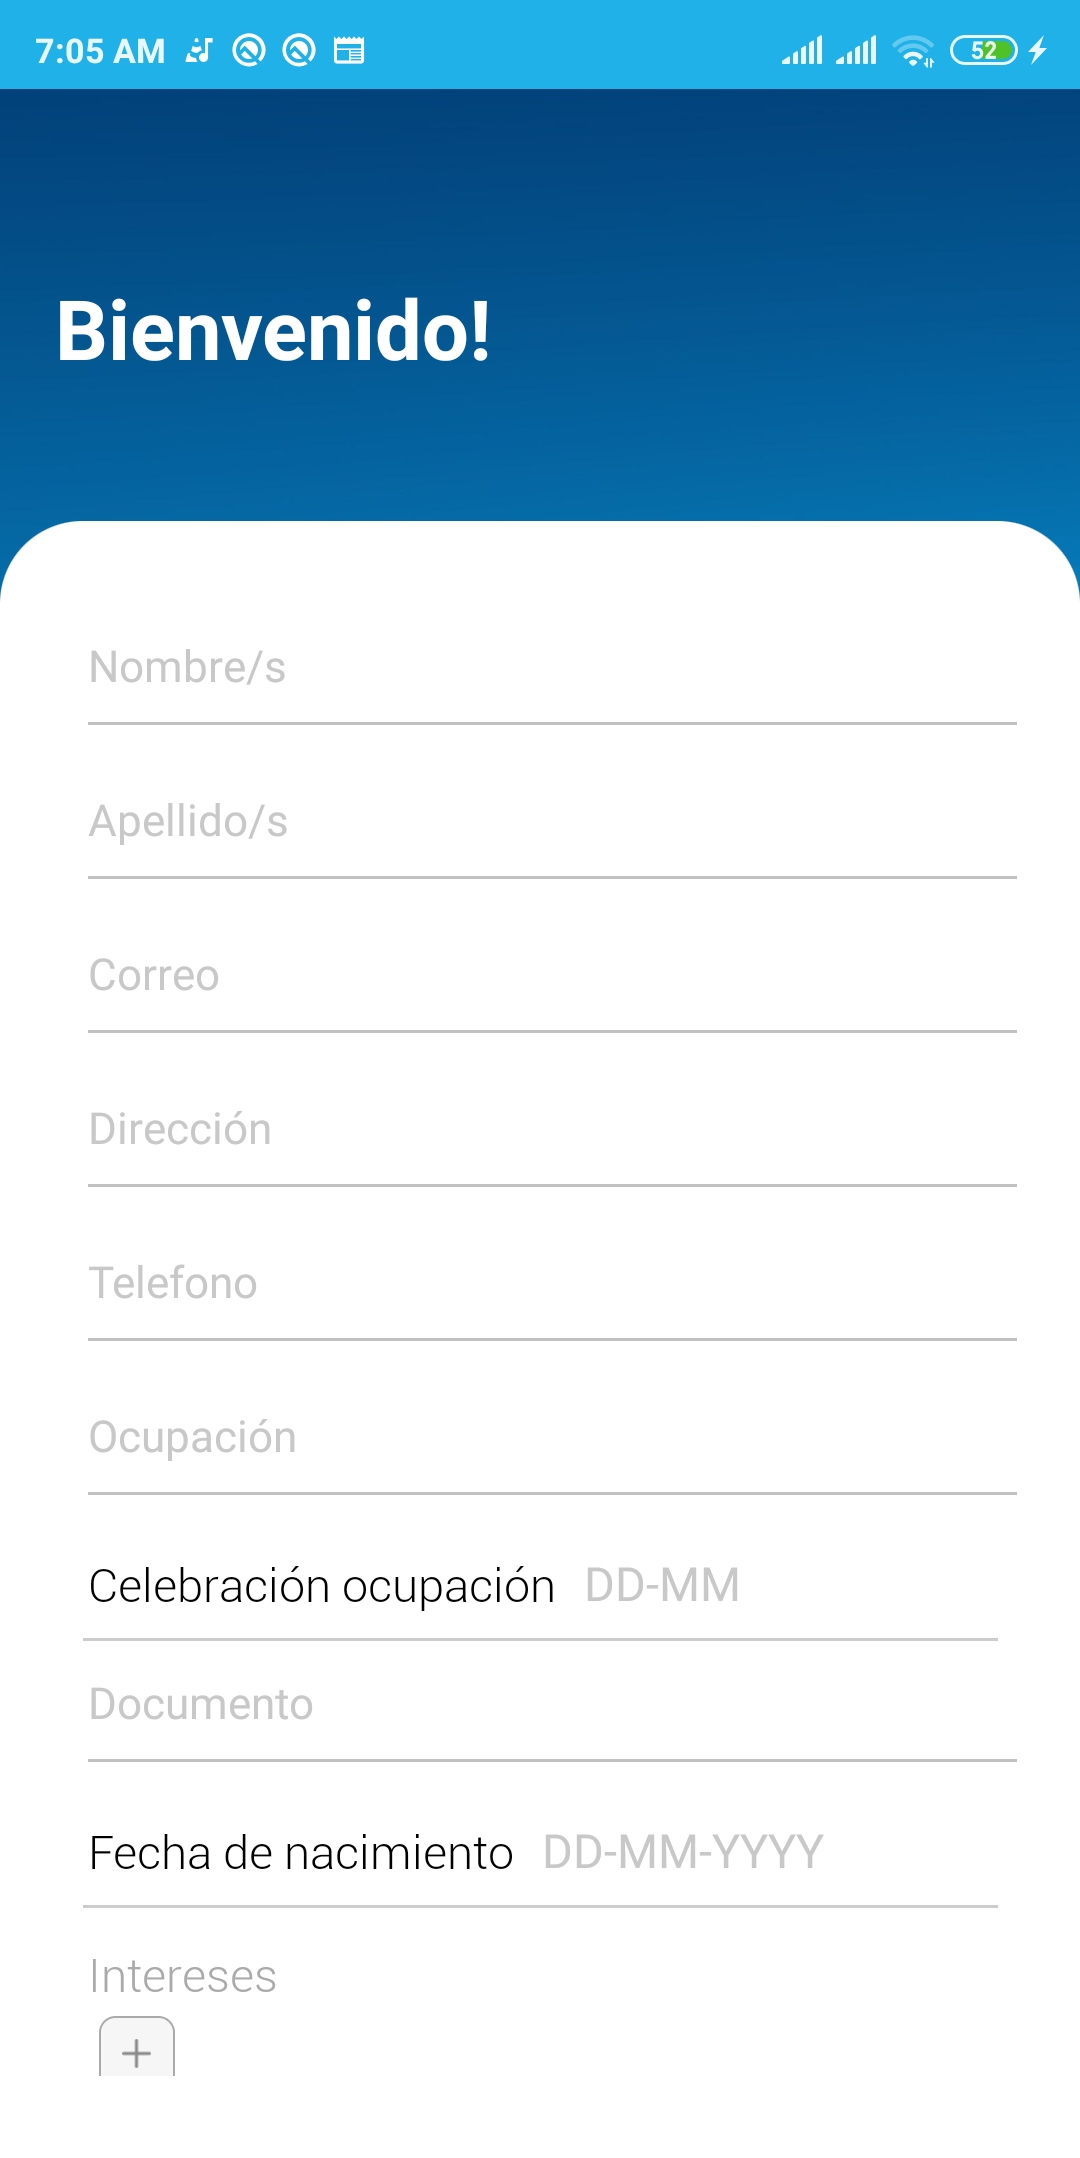 7:05 AM 52
Bienvenido!
Nombre/s
Apellido/s
Correo
Dirección
Telefono
Ocupación
Celebración ocupación DD-MM
Documento
Fecha de nacimiento DD-MM-YYYY
Intereses
+